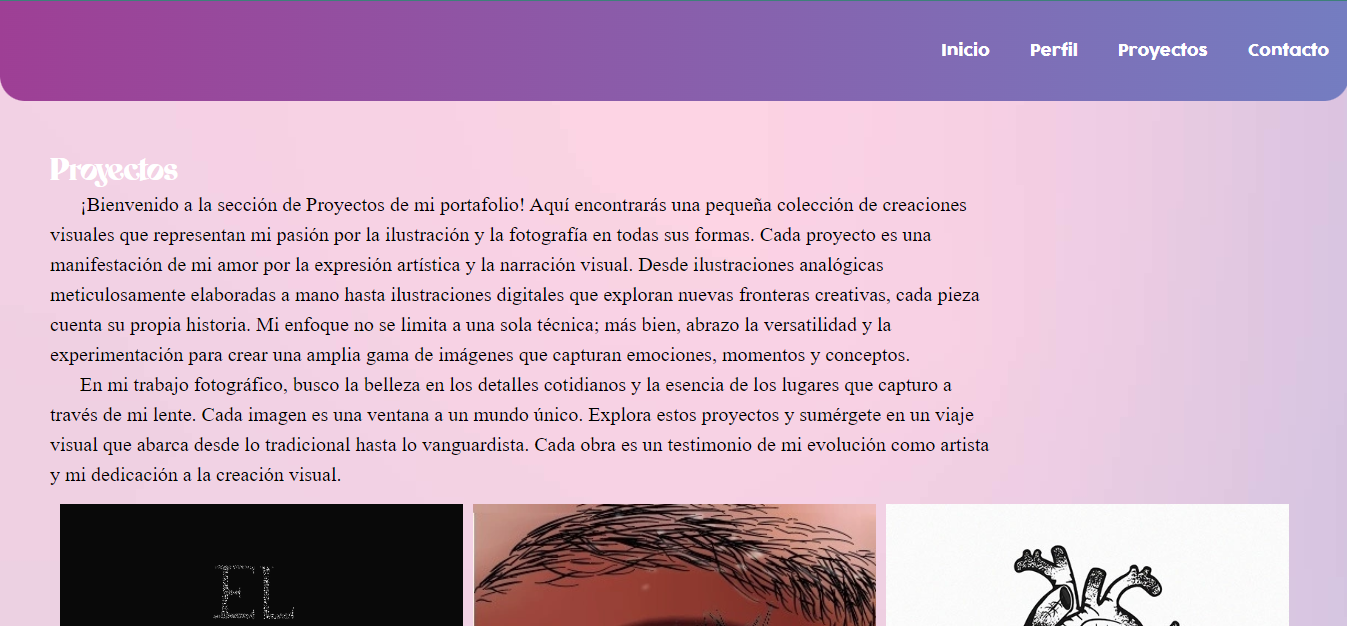 Inicio Perfil Proyectos Contacto
Proyectos
¡Bienvenido a la sección de Proyectos de mi portafolio! Aquí encontrarás una pequeña colección de creaciones
visuales que representan mi pasión por la ilustración y la fotografía en todas sus formas. Cada proyecto es una
manifestación de mi amor por la expresión artística y la narración visual. Desde ilustraciones analógicas
meticulosamente elaboradas a mano hasta ilustraciones digitales que exploran nuevas fronteras creativas, cada pieza
cuenta su propia historia. Mi enfoque no se limita a una sola técnica; más bien, abrazo la versatilidad y la
experimentación para crear una amplia gama de imágenes que capturan emociones, momentos y conceptos.
En mi trabajo fotográfico, busco la belleza en los detalles cotidianos y la esencia de los lugares que capturo a
través de mi lente. Cada imagen es una ventana a un mundo único. Explora estos proyectos y sumérgete en un viaje
visual que abarca desde lo tradicional hasta lo vanguardista. Cada obra es un testimonio de mi evolución como artista
y mi dedicación a la creación visual.
EL